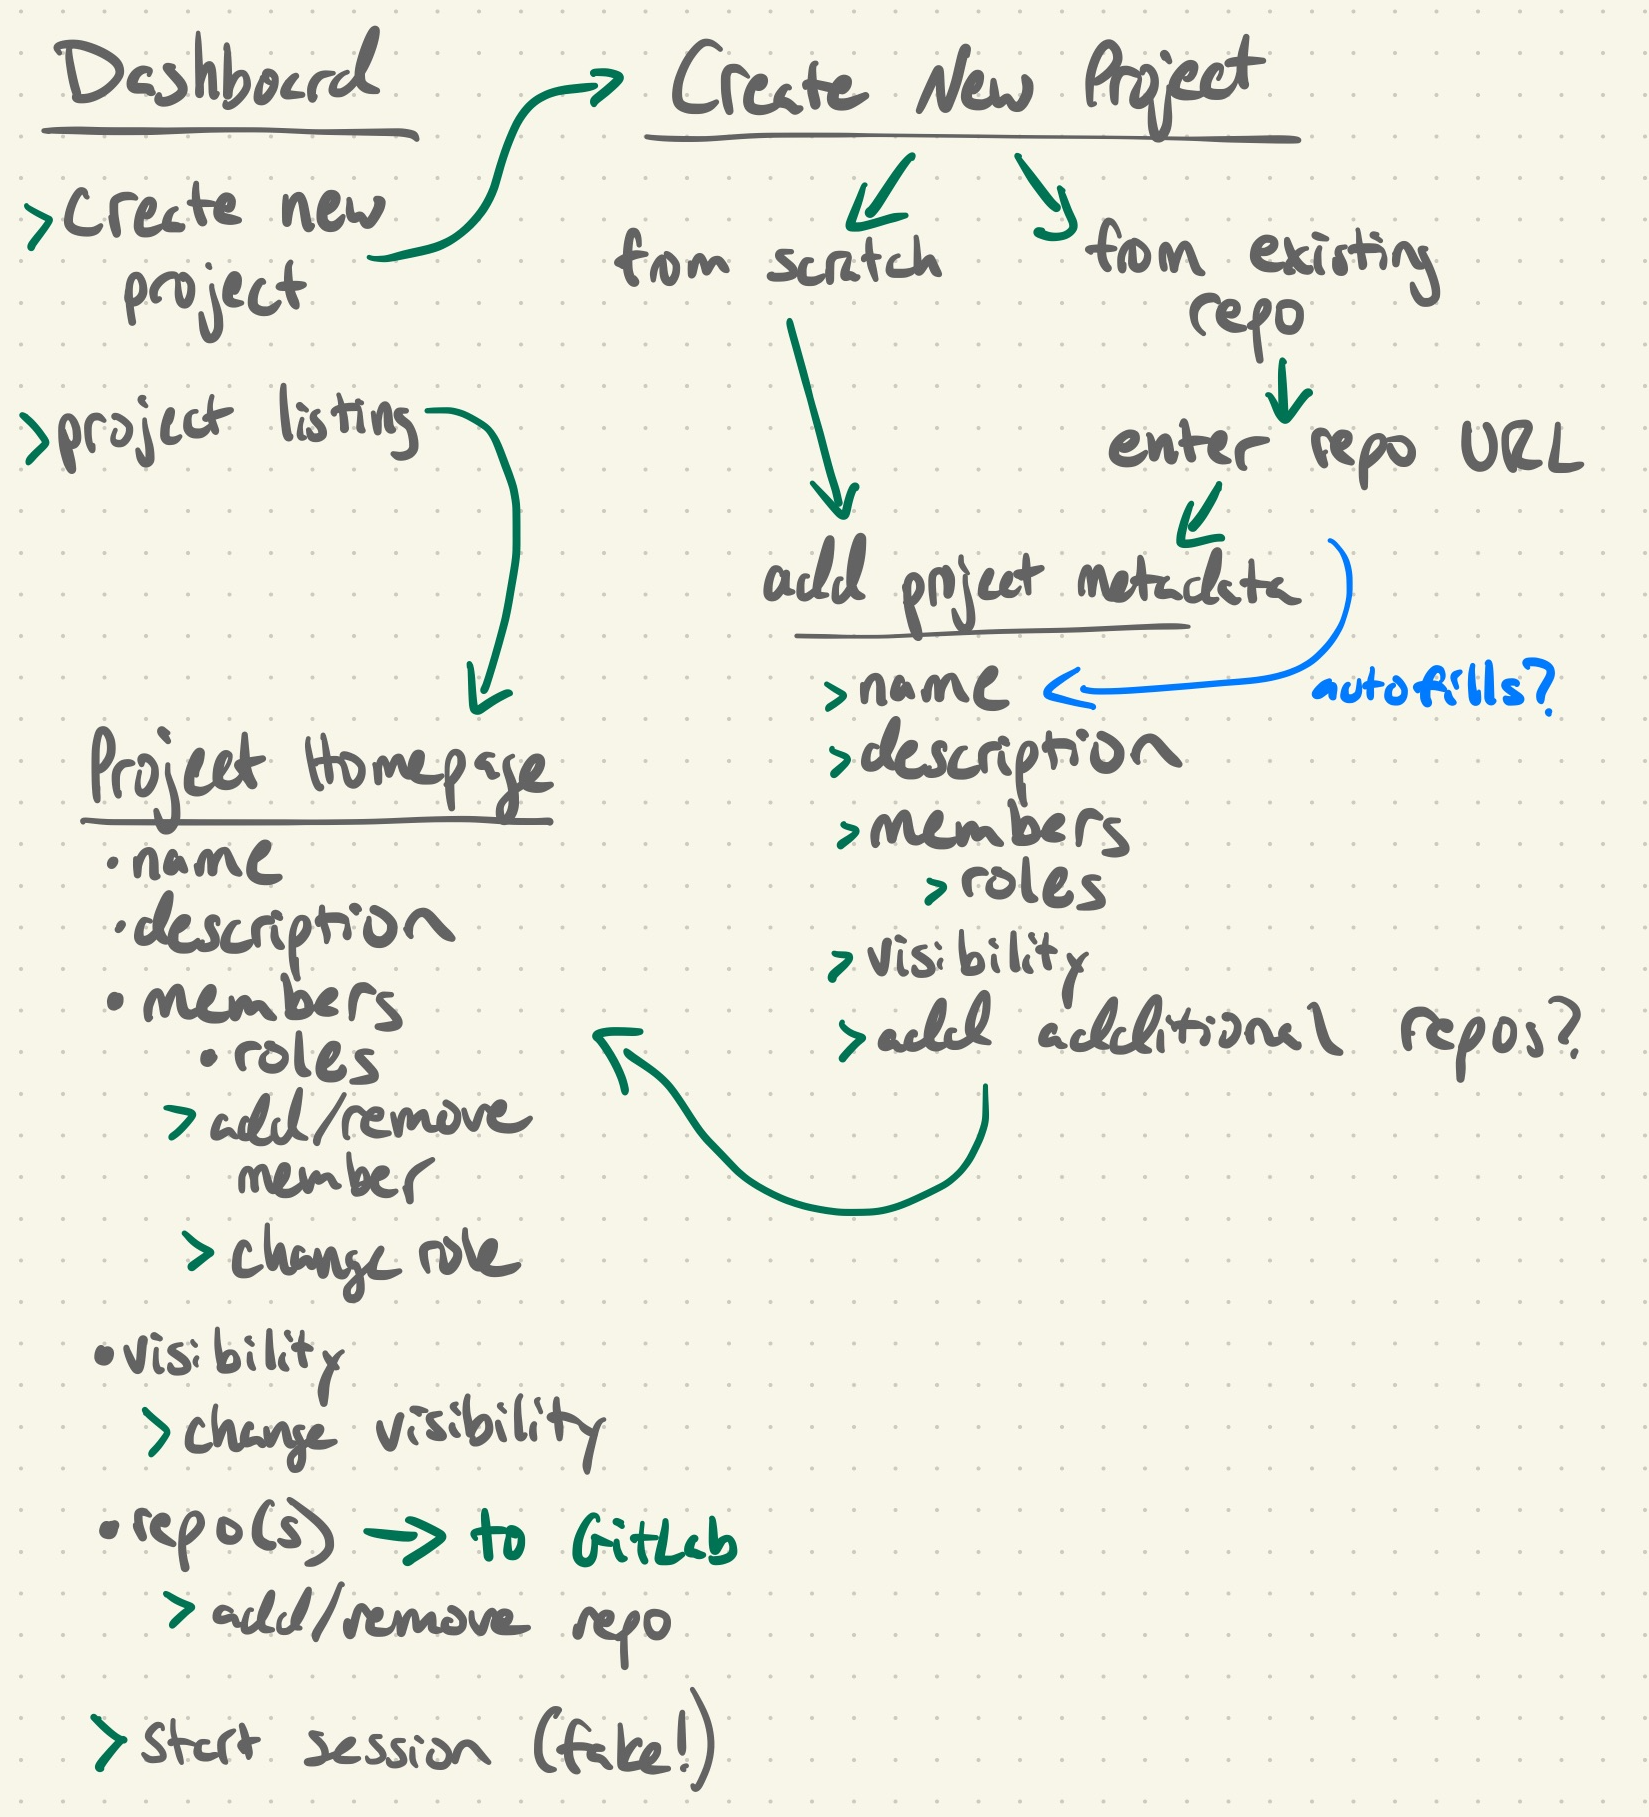 Dashboard
> Create new
project
> project listing
Create New Project
from scratch
from existing
repo
enter repo URL
add project metadata
> name
autofills?
> description
> members
> roles
> visibility
> add additional repos?
Project Homepage
• name
• description
• members
• roles
> add/remove
member
> change role
• visibility
> change visibility
• repo(s) → to GitLab
> add/remove repo
> Start session (fake!)